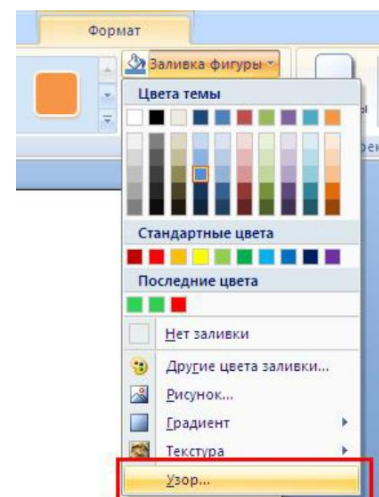 Формат
Заливка фигуры
Цвета темы
Стандартные цвета
Последние цвета
Нет заливки
Другие цвета заливки...
Рисунок...
Градиент
Текстура
Узор...